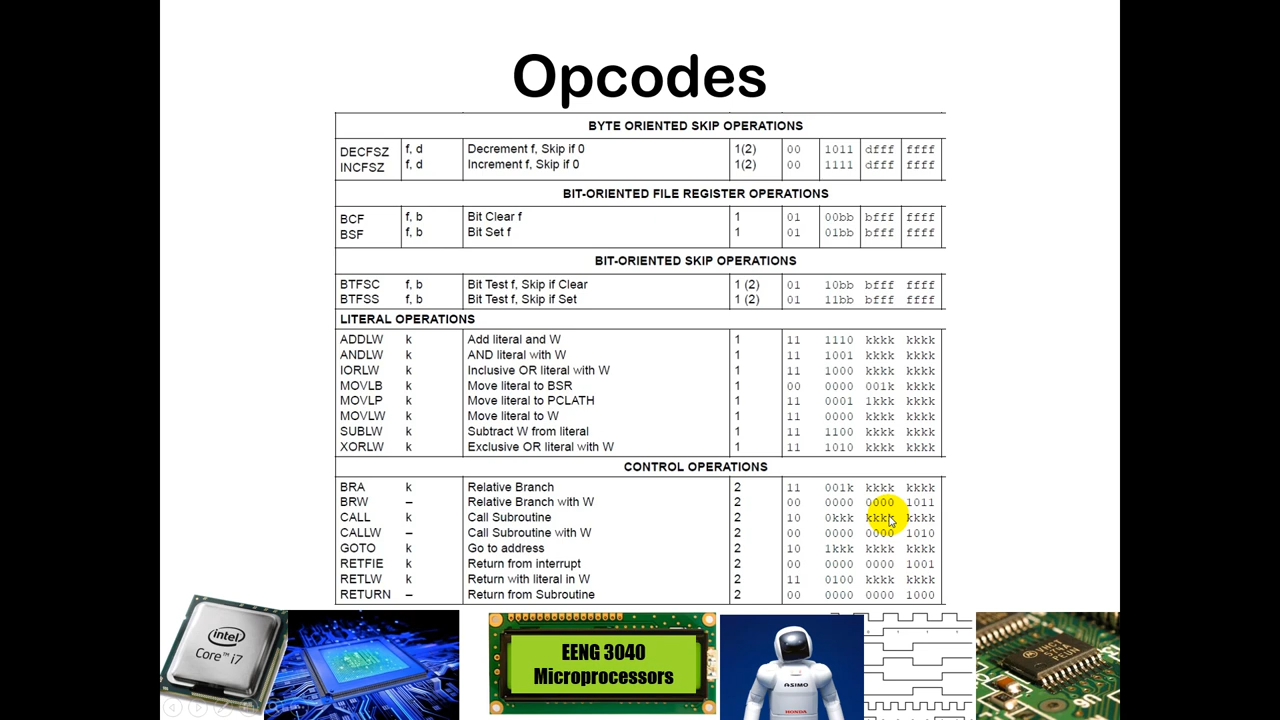 Opcodes
BYTE ORIENTED SKIP OPERATIONS
DECFSZ f, d Decrement f, Skip if 0 1(2) 00 1011 dfff ffff
INCFSZ f, d Increment f, Skip if 0 1(2) 00 1111 dfff ffff
BIT-ORIENTED FILE REGISTER OPERATIONS
BCF f, b Bit Clear f 1 01 00bb bfff ffff
BSF f, b Bit Set f 1 01 01bb bfff ffff
BIT-ORIENTED SKIP OPERATIONS
BTFSC f, b Bit Test f, Skip if Clear 1 (2) 01 10bb bfff ffff
BTFSS f, b Bit Test f, Skip if Set 1 (2) 01 11bb bfff ffff
LITERAL OPERATIONS
ADDLW k Add literal and W 1 11 1110 kkkk kkkk
ANDLW k AND literal with W 1 11 1001 kkkk kkkk
IORLW k Inclusive OR literal with W 1 11 1000 kkkk kkkk
MOVLB k Move literal to BSR 1 00 0000 001k kkkk
MOVLP k Move literal to PCLATH 1 11 0001 1kkk kkkk
MOVLW k Move literal to W 1 11 0000 kkkk kkkk
SUBLW k Subtract W from literal 1 11 1100 kkkk kkkk
XORLW k Exclusive OR literal with W 1 11 1010 kkkk kkkk
CONTROL OPERATIONS
BRA k Relative Branch 2 11 001k kkkk kkkk
BRW – Relative Branch with W 2 00 0000 0000 1011
CALL k Call Subroutine 2 10 0kkk kkkk kkkk
CALLW – Call Subroutine with W 2 00 0000 0000 1010
GOTO k Go to address 2 10 1kkk kkkk kkkk
RETFIE k Return from interrupt 2 00 0000 0000 1001
RETLW k Return with literal in W 2 11 0100 kkkk kkkk
RETURN – Return from Subroutine 2 00 0000 0000 1000
intel
Core™ i7
EENG 3040
Microprocessors
ASIMO
HONDA